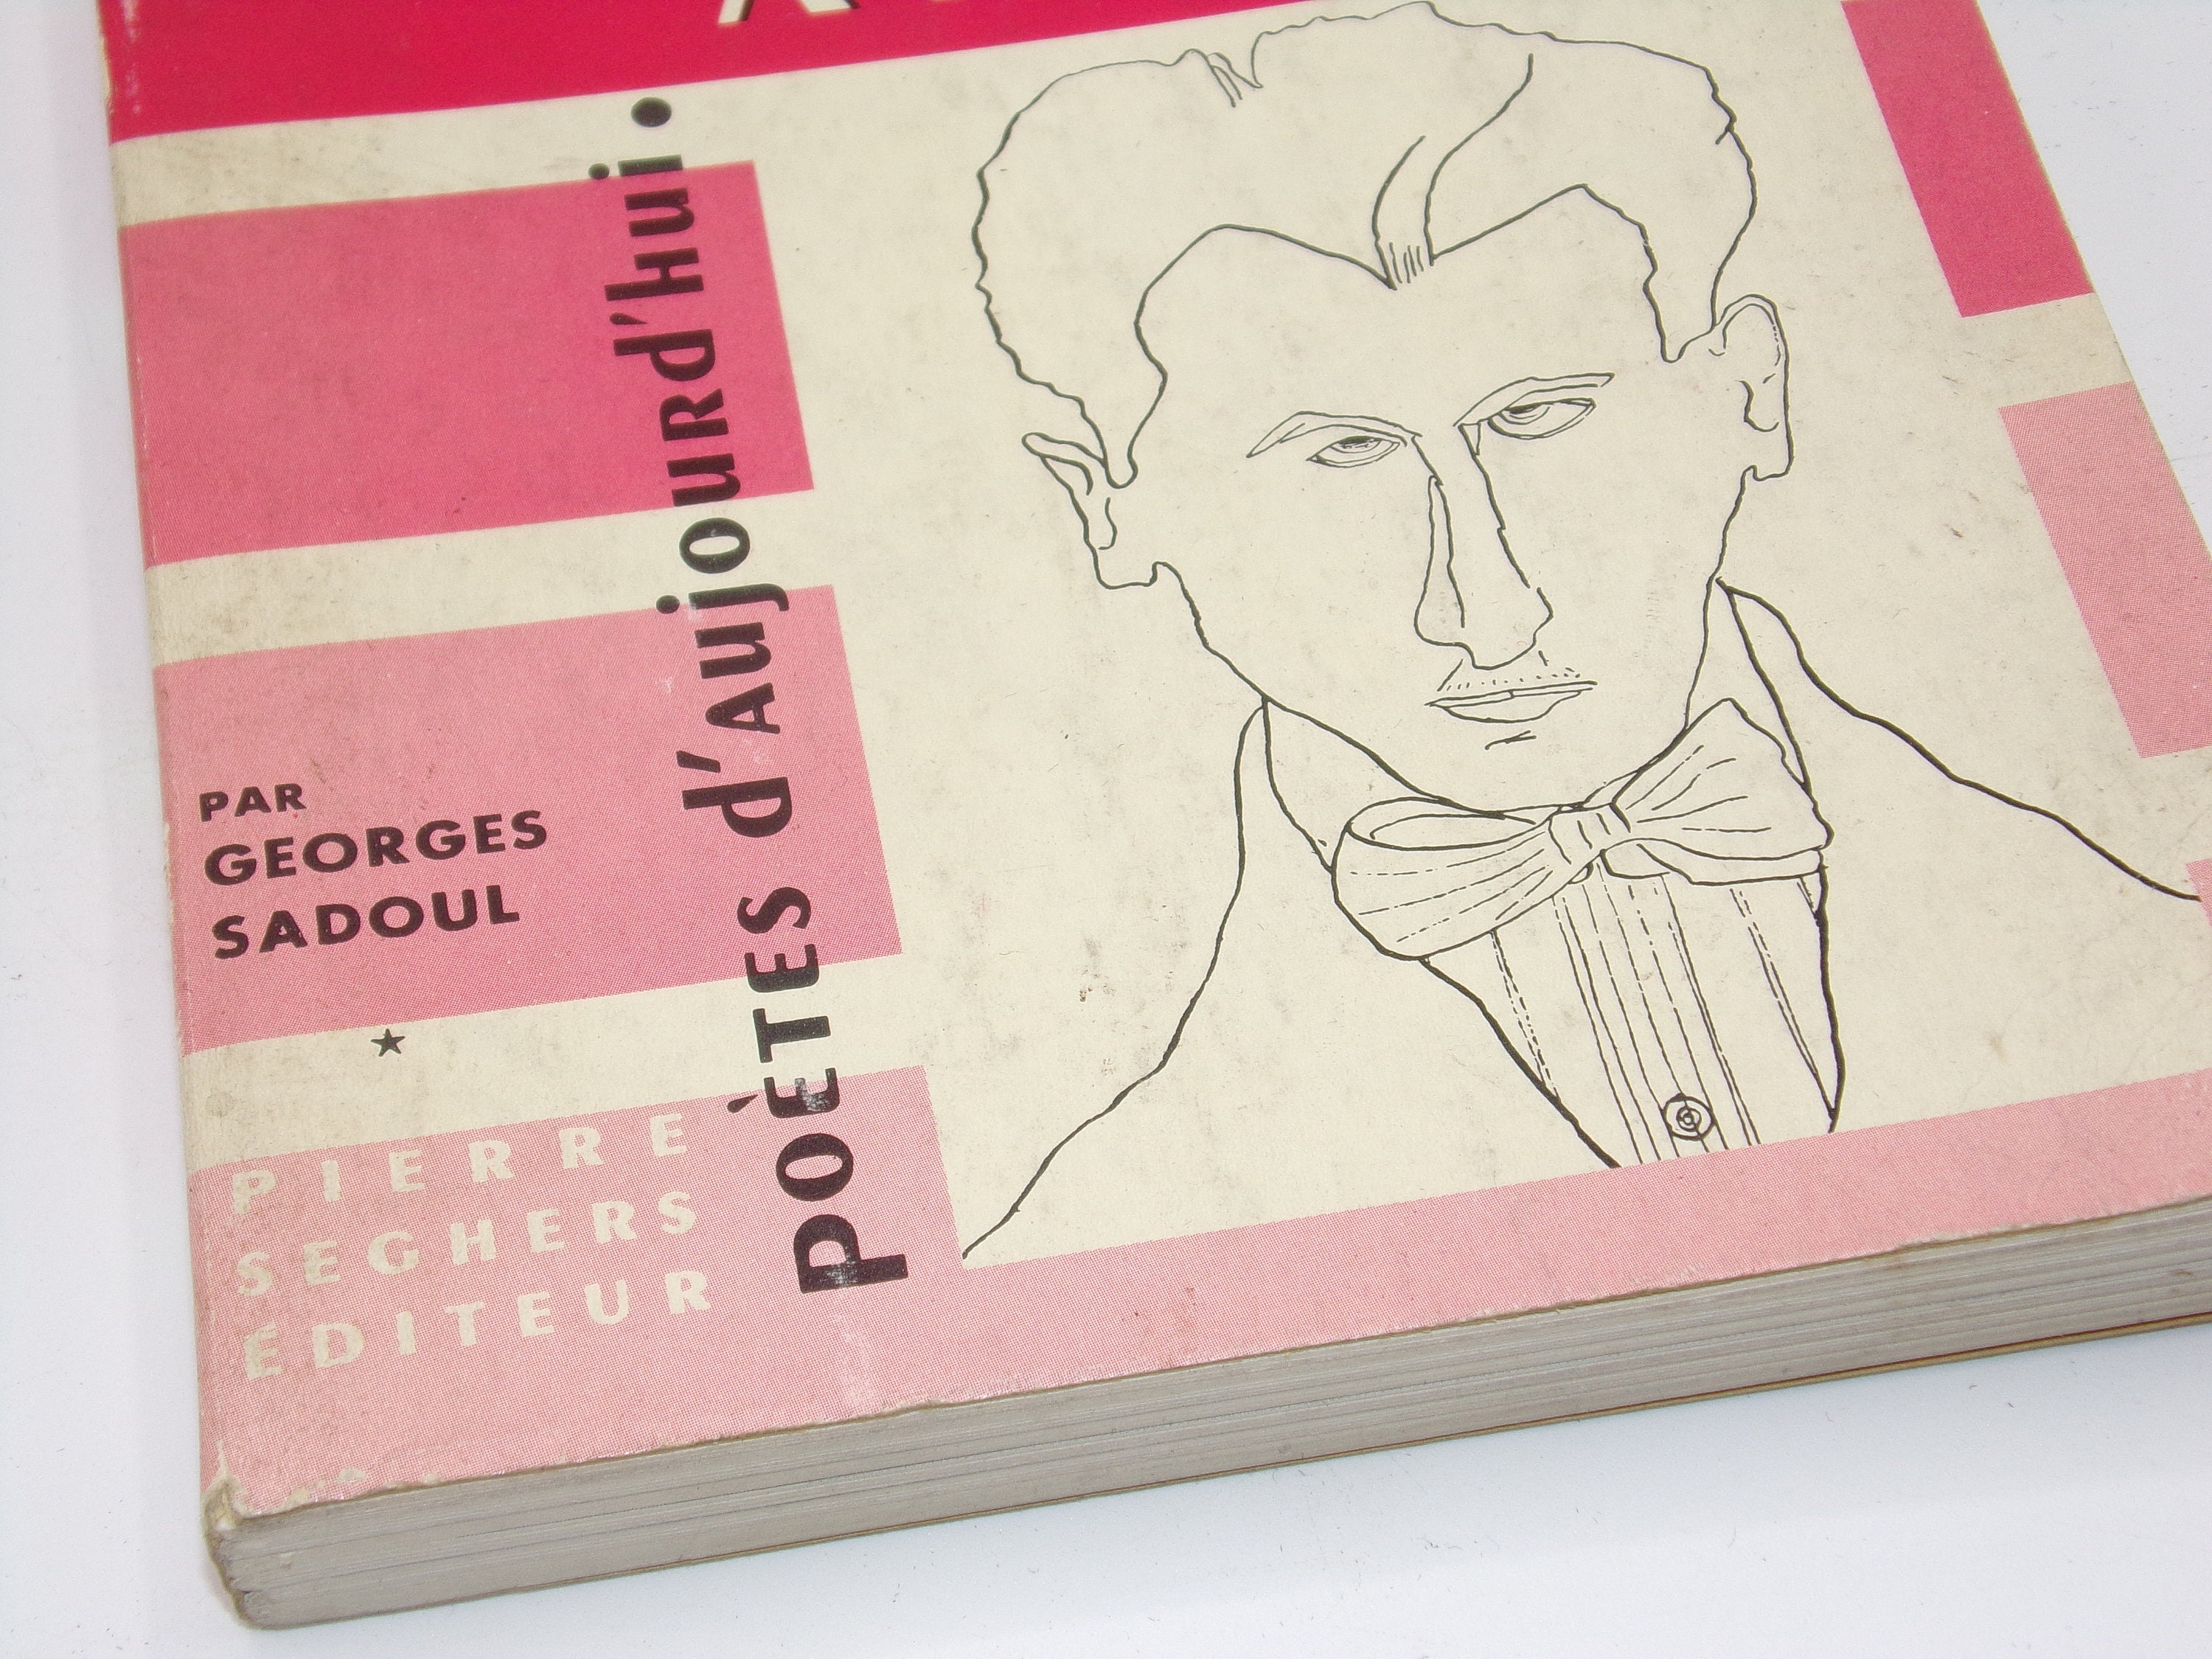 POÈTES d'Aujourd'hui.
PAR
GEORGES
SADOUL
★
PIERRE
SEGHERS
ÉDITEUR